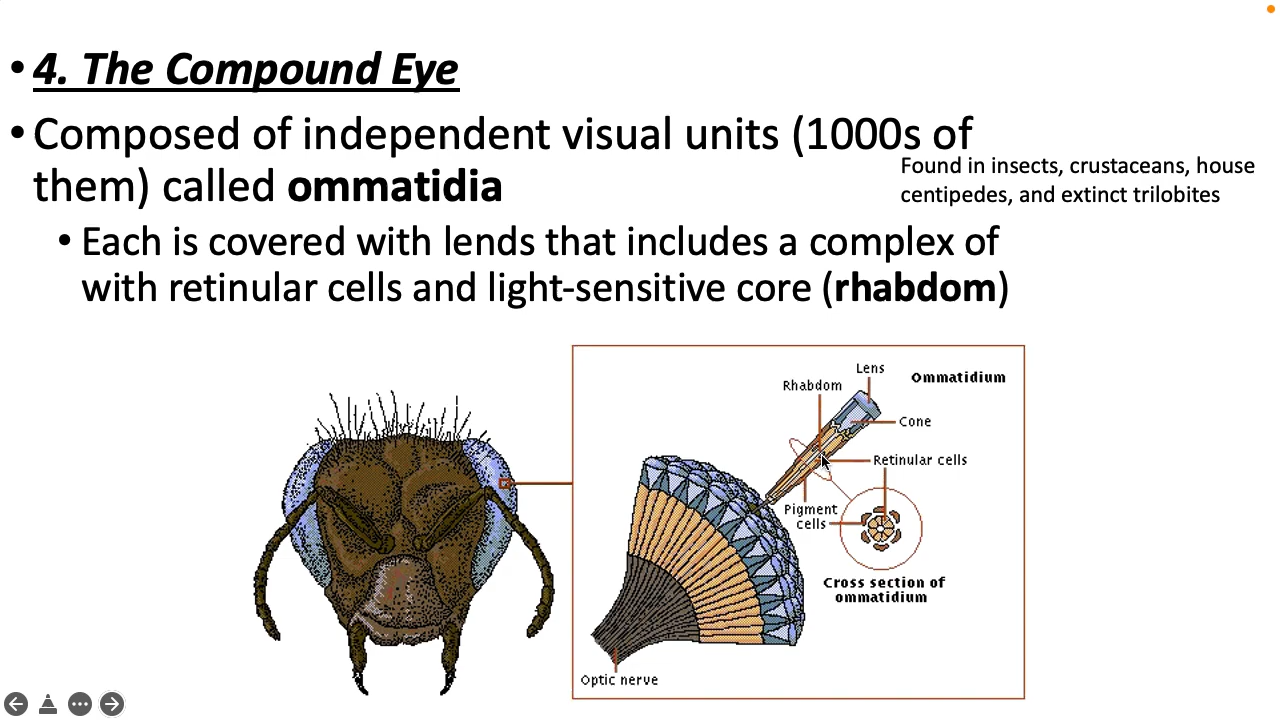 • 4. The Compound Eye
• Composed of independent visual units (1000s of
them) called ommatidia
Found in insects, crustaceans, house
centipedes, and extinct trilobites
• Each is covered with lends that includes a complex of
with retinular cells and light-sensitive core (rhabdom)
Lens
Ommatidium
Rhabdom
Cone
Retinular cells
Pigment
cells
Cross section of
ommatidium
Optic nerve